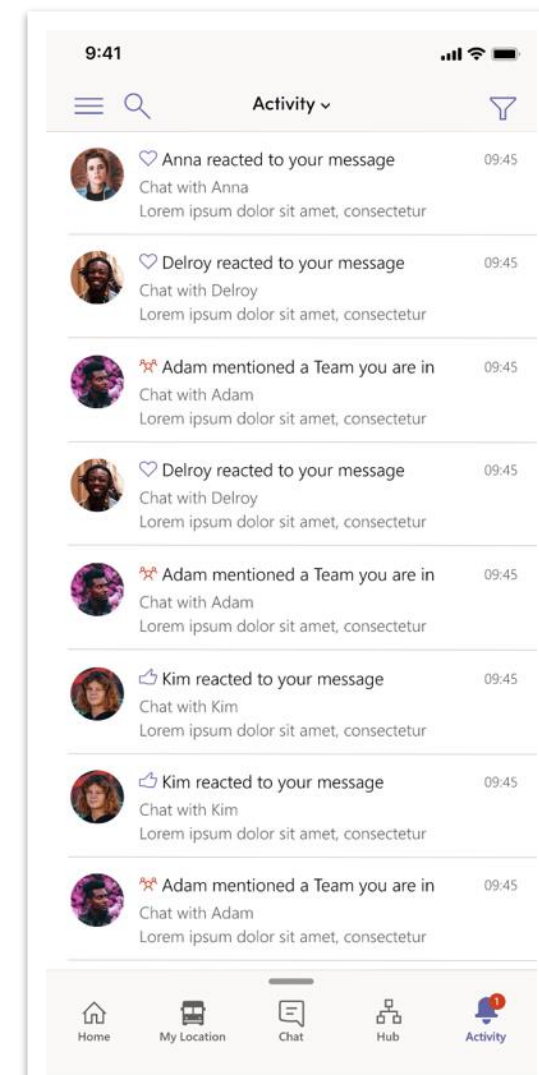 9:41
Activity
Anna reacted to your message 09:45
Chat with Anna
Lorem ipsum dolor sit amet, consectetur
Delroy reacted to your message 09:45
Chat with Delroy
Lorem ipsum dolor sit amet, consectetur
Adam mentioned a Team you are in 09:45
Chat with Adam
Lorem ipsum dolor sit amet, consectetur
Delroy reacted to your message 09:45
Chat with Delroy
Lorem ipsum dolor sit amet, consectetur
Adam mentioned a Team you are in 09:45
Chat with Adam
Lorem ipsum dolor sit amet, consectetur
Kim reacted to your message 09:45
Chat with Kim
Lorem ipsum dolor sit amet, consectetur
Kim reacted to your message 09:45
Chat with Kim
Lorem ipsum dolor sit amet, consectetur
Adam mentioned a Team you are in 09:45
Chat with Adam
Lorem ipsum dolor sit amet, consectetur
1
Home My Location Chat Hub Activity